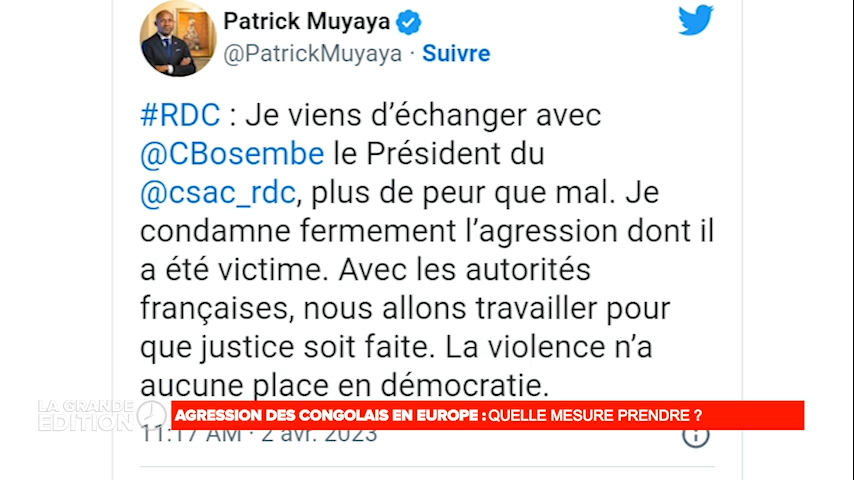 Patrick Muyaya
@PatrickMuyaya · Suivre
#RDC : Je viens d’échanger avec
@CBosembe le Président du
@csac_rdc, plus de peur que mal. Je
condamne fermement l’agression dont il
a été victime. Avec les autorités
françaises, nous allons travailler pour
que justice soit faite. La violence n’a
aucune place en démocratie.
LA GRANDE
EDITION
AGRESSION DES CONGOLAIS EN EUROPE : QUELLE MESURE PRENDRE ?
11:17 AM · 2 avr. 2023